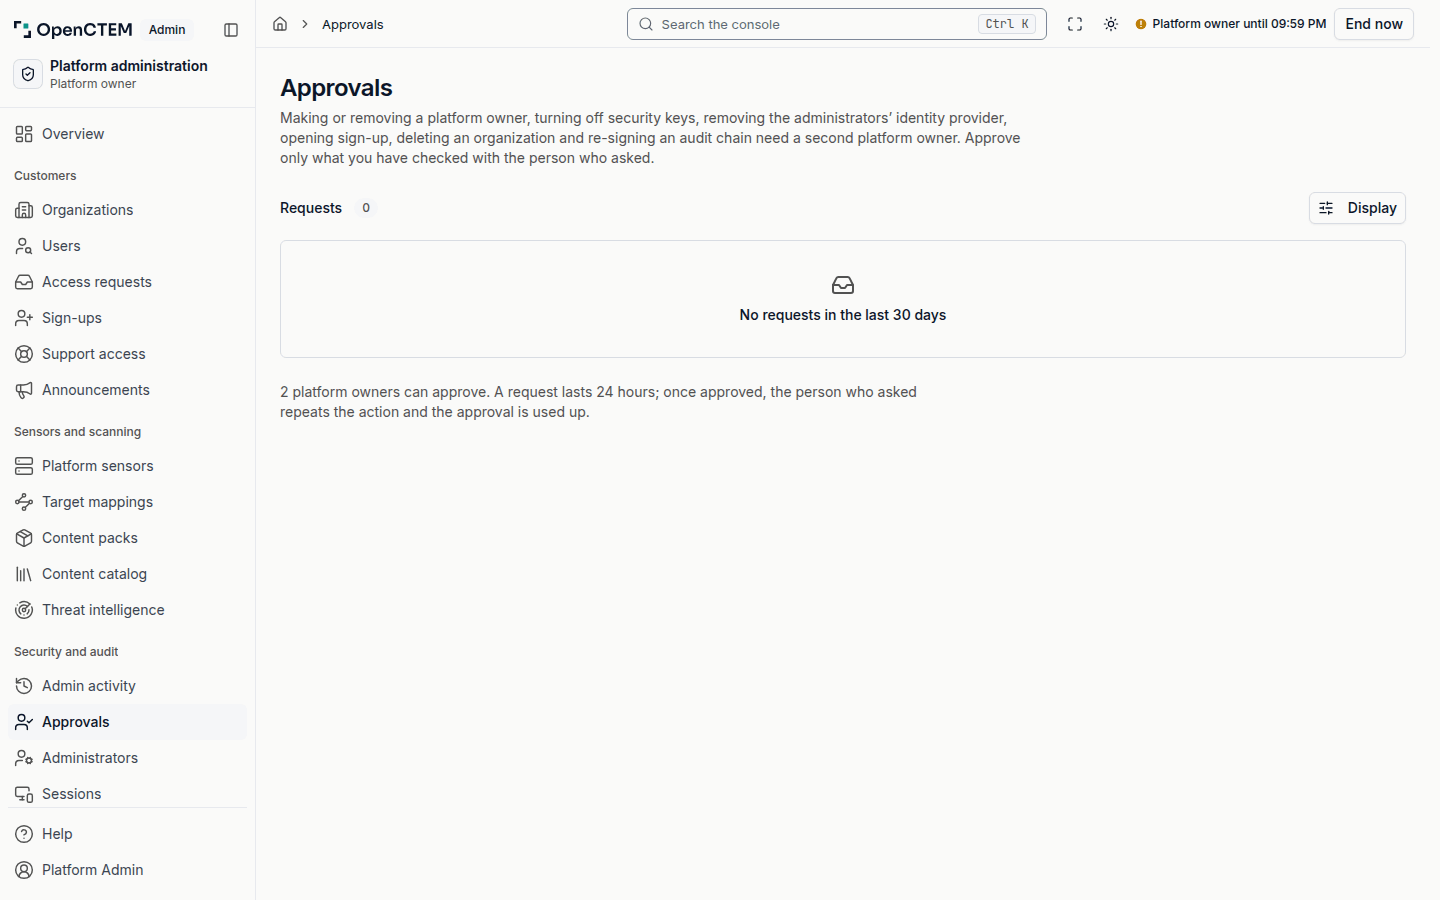 OpenCTEM Admin
Platform administration
Platform owner
Overview
Customers
Organizations
Users
Access requests
Sign-ups
Support access
Announcements
Sensors and scanning
Platform sensors
Target mappings
Content packs
Content catalog
Threat intelligence
Security and audit
Admin activity
Approvals
Administrators
Sessions
Help
Platform Admin
Approvals
Search the console
Ctrl K
Platform owner until 09:59 PM
End now
Approvals
Making or removing a platform owner, turning off security keys, removing the administrators’ identity provider,
opening sign-up, deleting an organization and re-signing an audit chain need a second platform owner. Approve
only what you have checked with the person who asked.
Requests 0
Display
No requests in the last 30 days
2 platform owners can approve. A request lasts 24 hours; once approved, the person who asked
repeats the action and the approval is used up.